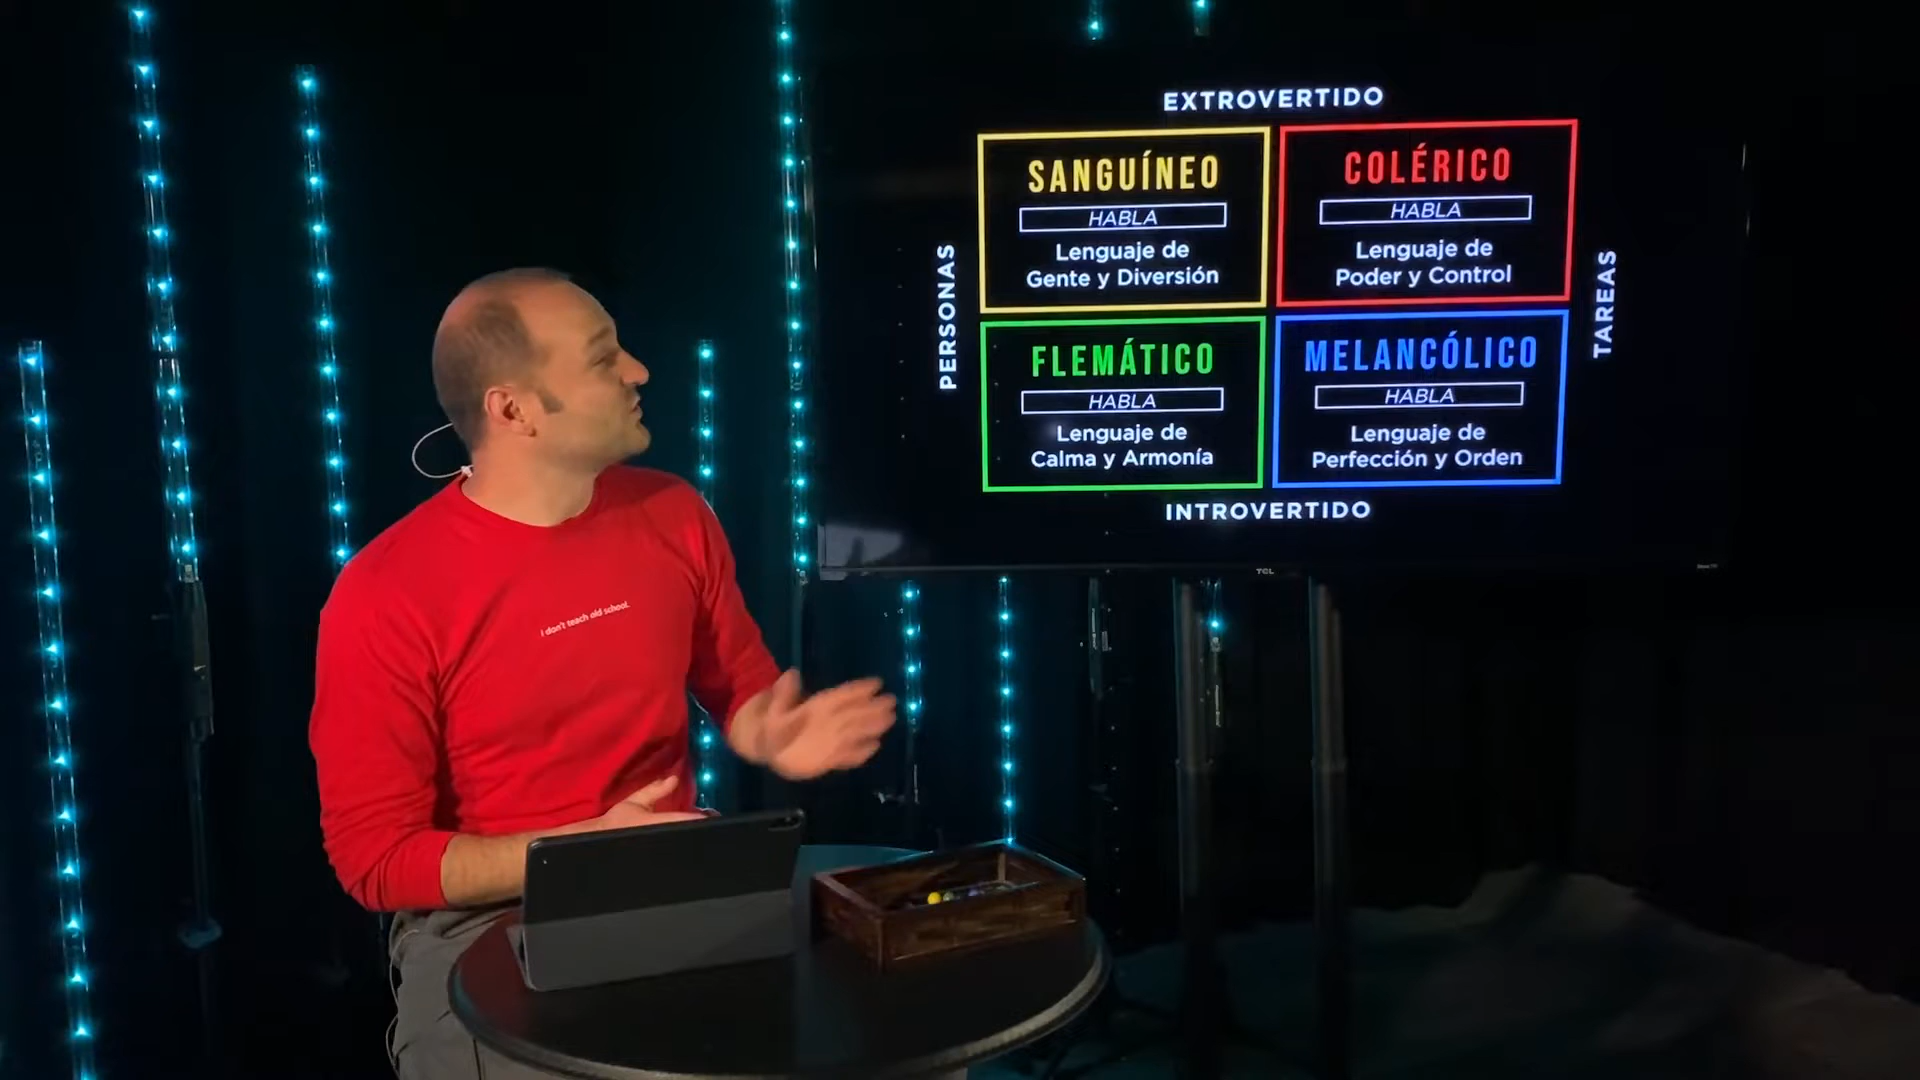 EXTROVERTIDO
SANGUÍNEO
HABLA
Lenguaje de
Gente y Diversión
COLÉRICO
HABLA
Lenguaje de
Poder y Control
PERSONAS
TAREAS
FLEMÁTICO
HABLA
Lenguaje de
Calma y Armonía
MELANCÓLICO
HABLA
Lenguaje de
Perfección y Orden
INTROVERTIDO
TCL
i don't teach old school.